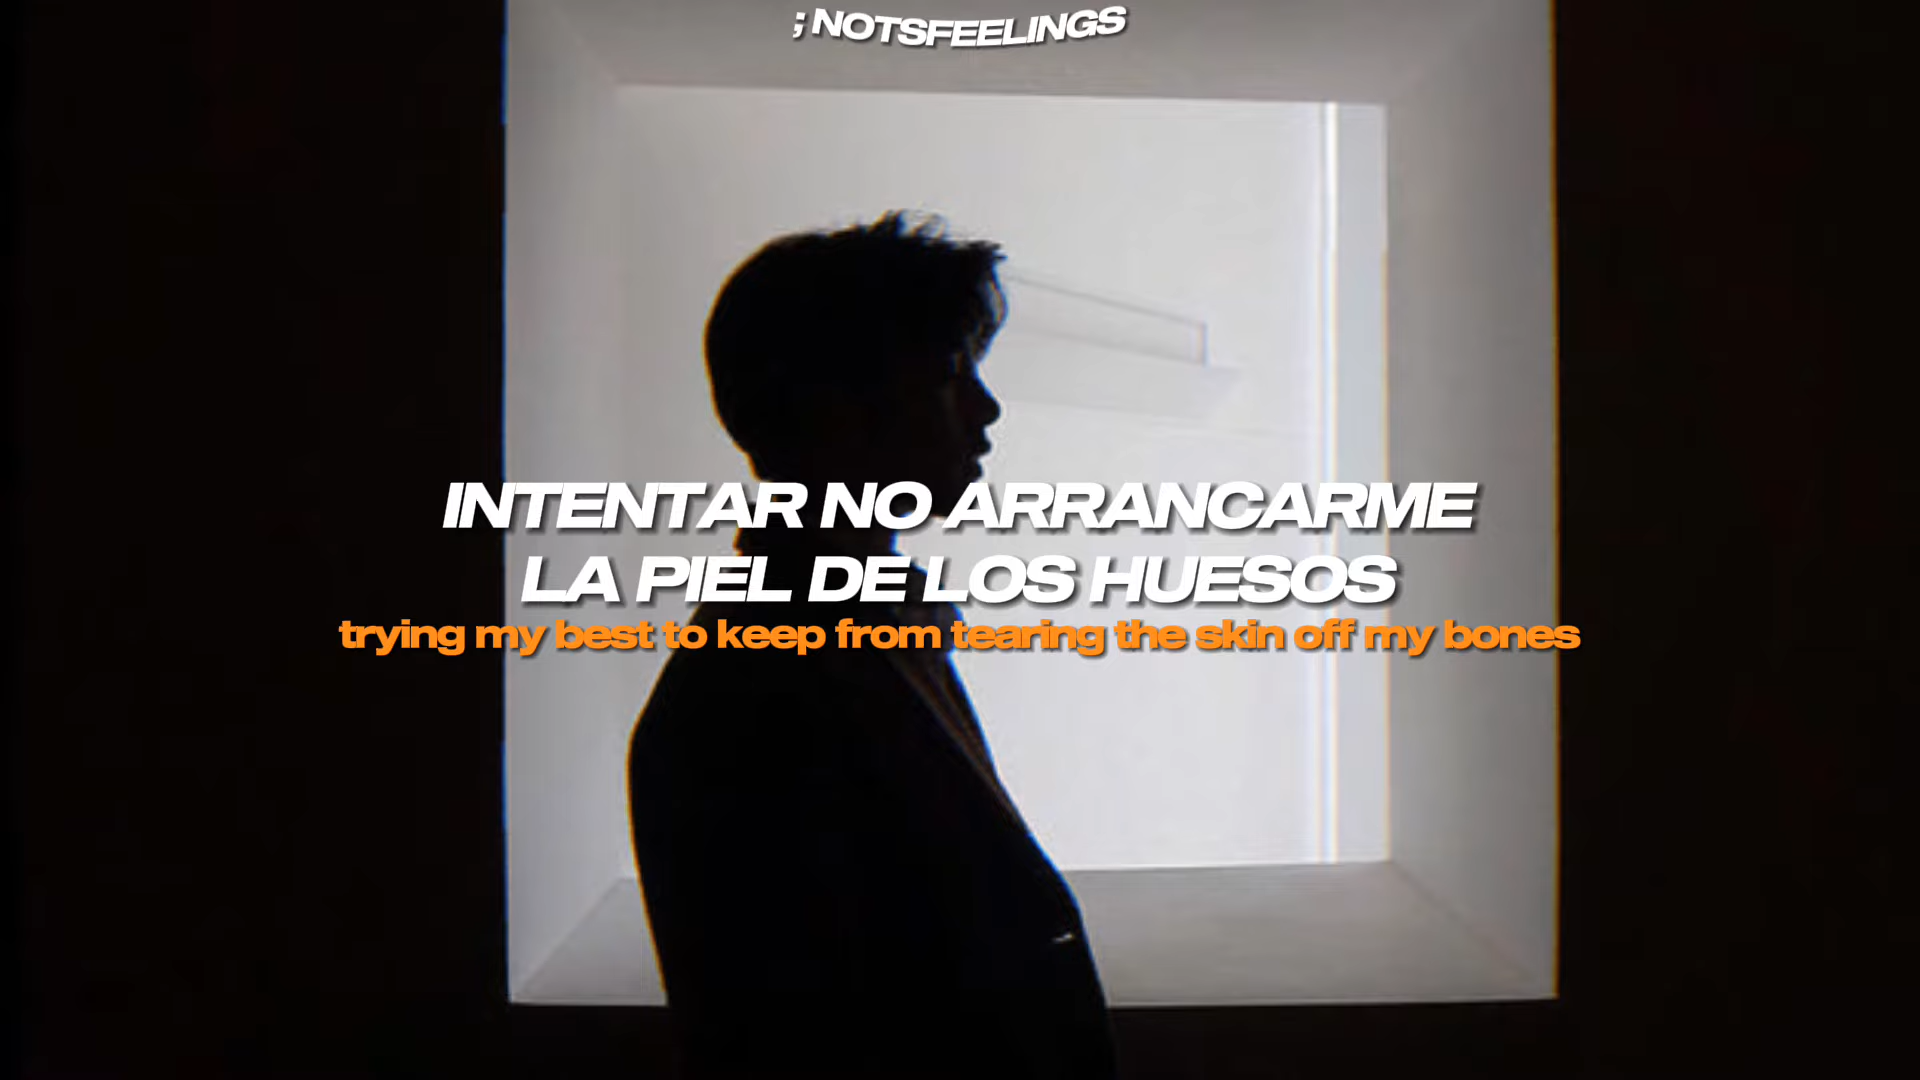 ; NOTSFEELINGS
INTENTAR NO ARRANCARME
LA PIEL DE LOS HUESOS
trying my best to keep from tearing the skin off my bones